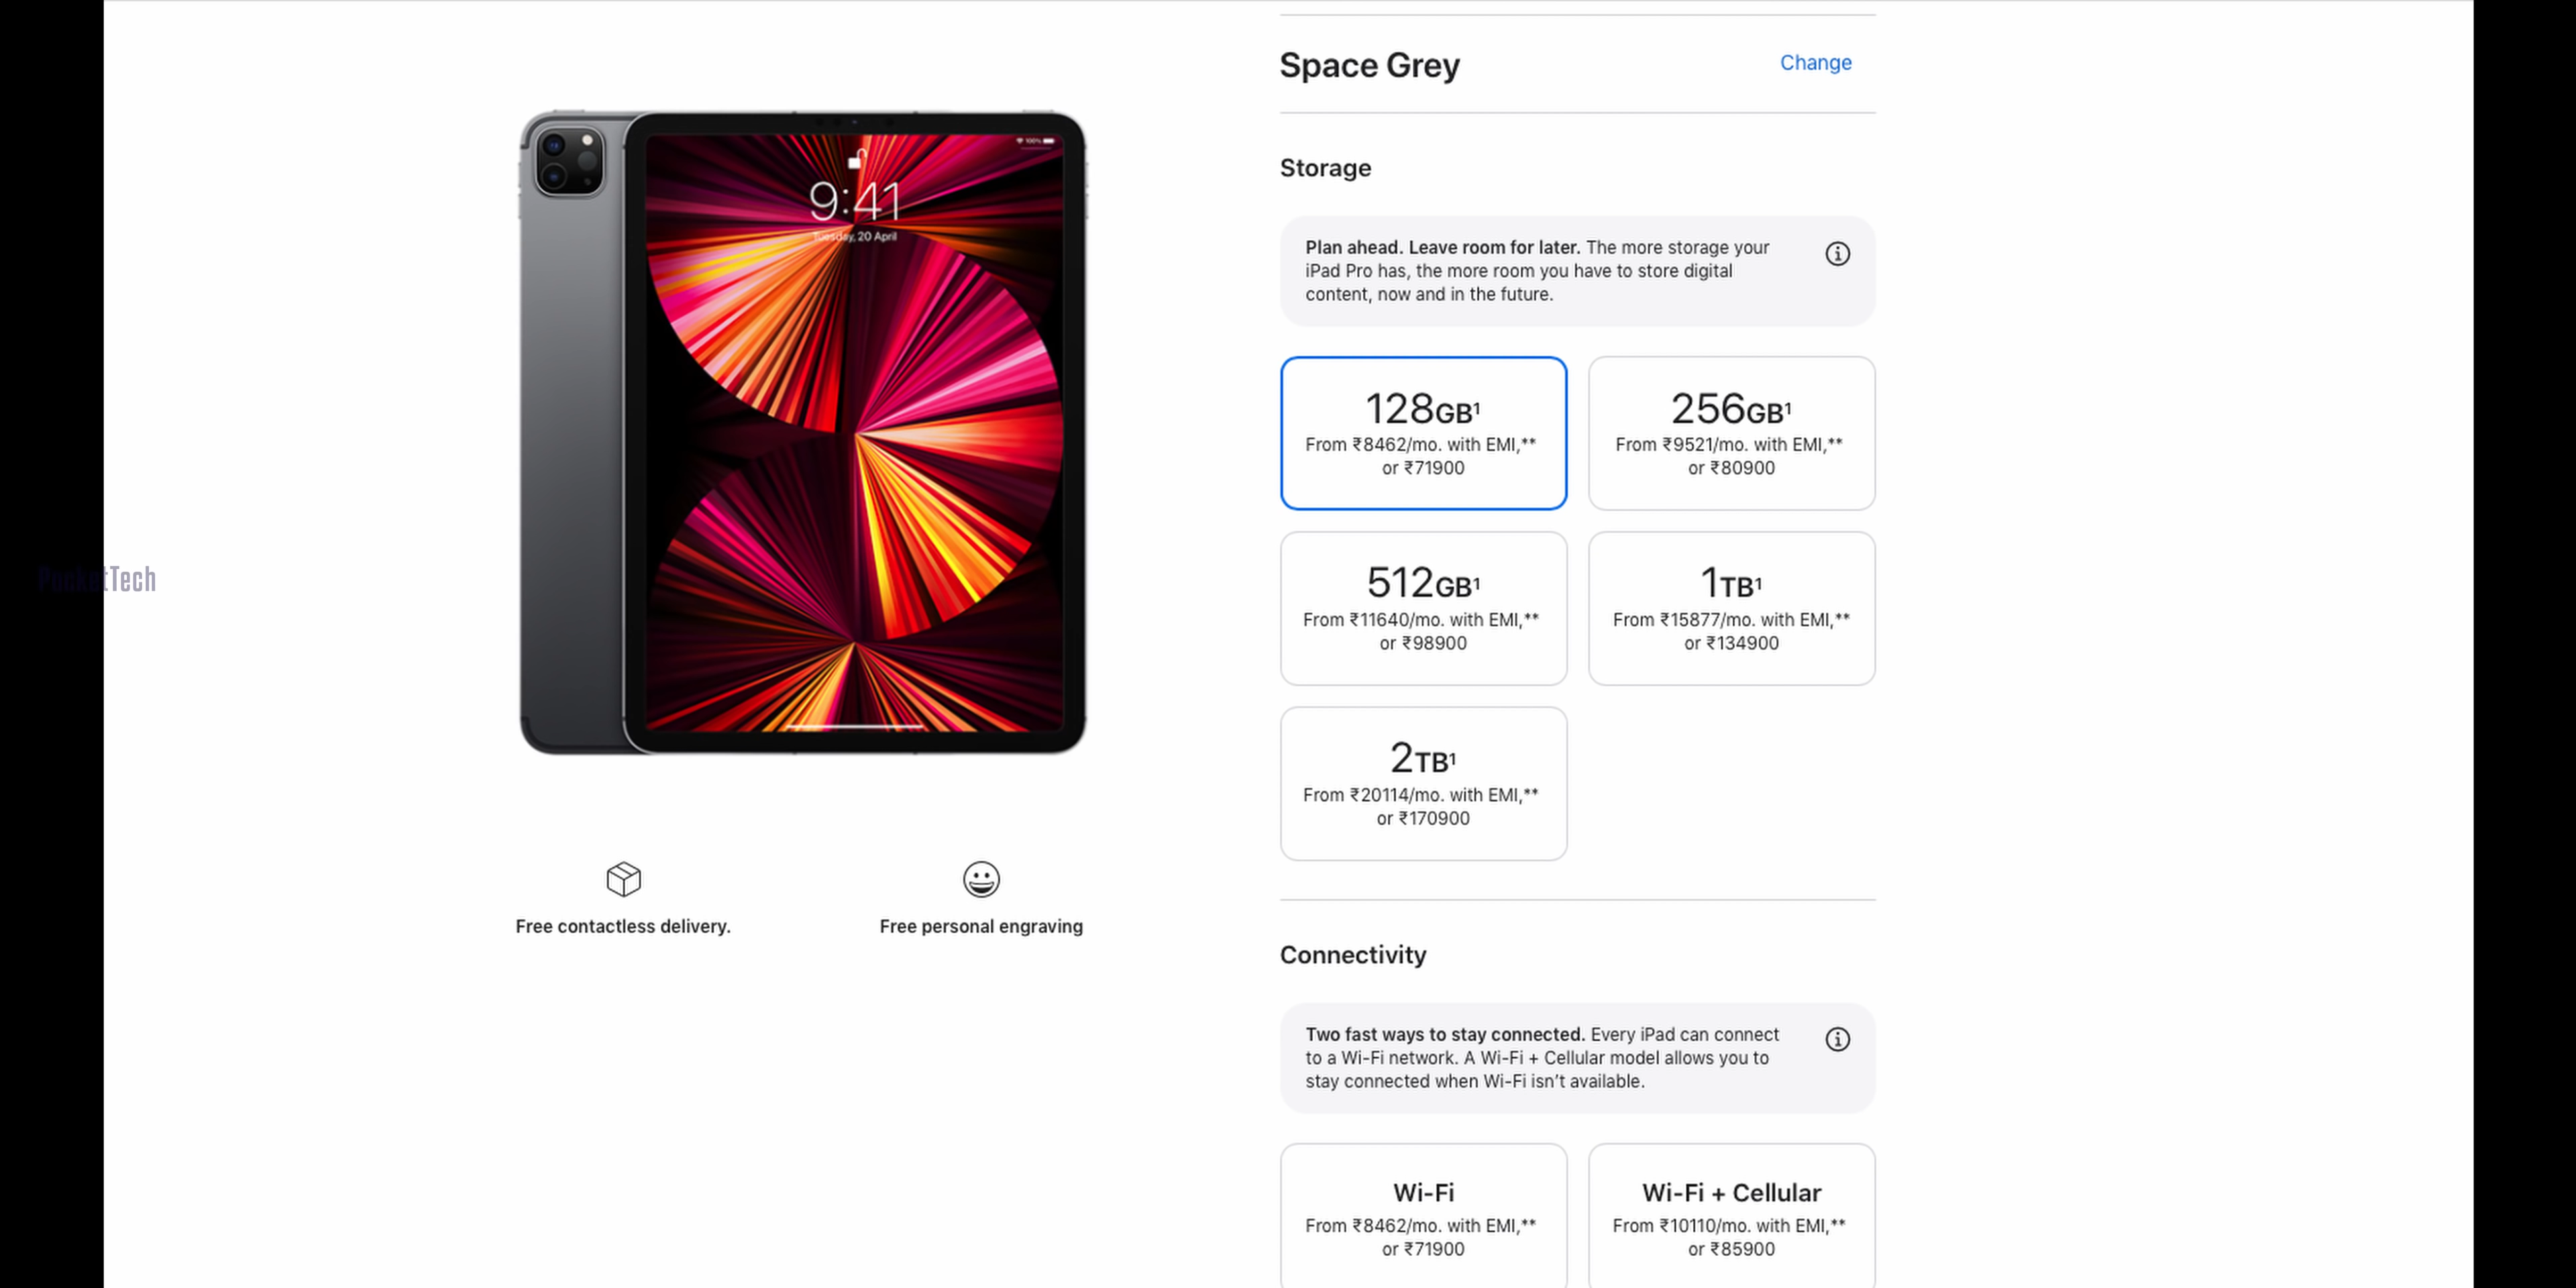 Space Grey
Change
Storage
Plan ahead. Leave room for later. The more storage your
iPad Pro has, the more room you have to store digital
content, now and in the future.
128GB¹
From ₹8462/mo. with EMI,**
or ₹71900
256GB¹
From ₹9521/mo. with EMI,**
or ₹80900
512GB¹
From ₹11640/mo. with EMI,**
or ₹98900
1TB¹
From ₹15877/mo. with EMI,**
or ₹134900
2TB¹
From ₹20114/mo. with EMI,**
or ₹170900
Connectivity
Two fast ways to stay connected. Every iPad can connect
to a Wi-Fi network. A Wi-Fi + Cellular model allows you to
stay connected when Wi-Fi isn’t available.
Wi-Fi
From ₹8462/mo. with EMI,**
or ₹71900
Wi-Fi + Cellular
From ₹10110/mo. with EMI,**
or ₹85900
100%
9:41
Tuesday, 20 April
Free contactless delivery.
Free personal engraving
PocketTech